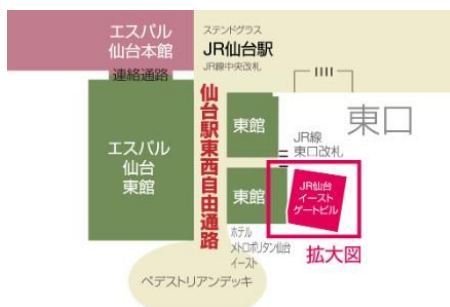 エスパル
仙台本館
連絡通路
ステンドグラス
JR仙台駅
JR線中央改札
エスパル
仙台
東館
仙台駅東西自由通路
東館
JR線
東口改札
東口
東館
JR仙台
イースト
ゲートビル
拡大図
ホテル
メトロポリタン仙台
イースト
ペデストリアンデッキ